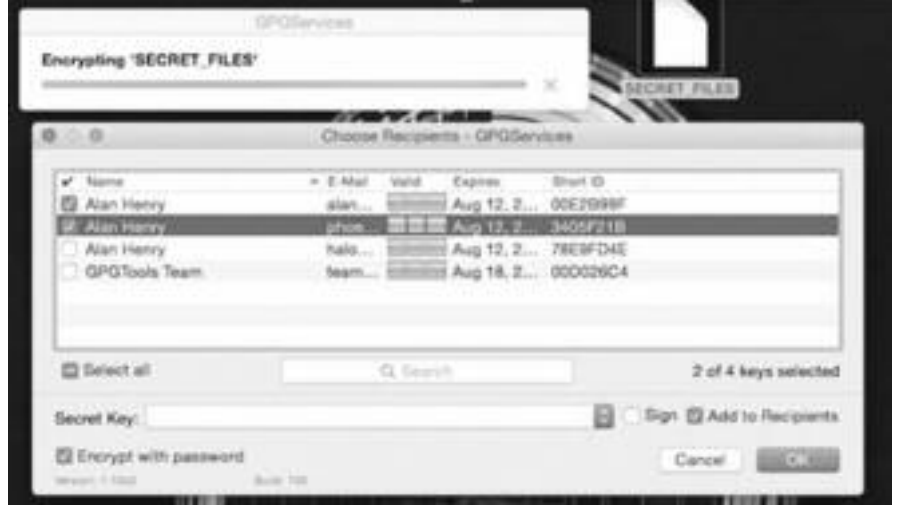 GPGServices
Encrypting 'SECRET_FILES'
SECRET_FILES
Choose Recipients - GPGServices
Name E-Mail Valid Expires Short ID
Alan Henry alan... Aug 12, 2...
Alan Henry phoe... Aug 12, 2... 3405F21B
Alan Henry halo... Aug 12, 2... 78E9FD4E
GPGTools Team team... Aug 18, 2... 00D026C4
Select all
Search
2 of 4 keys selected
Secret Key:
Sign
Add to Recipients
Encrypt with password
Cancel
OK
Build: